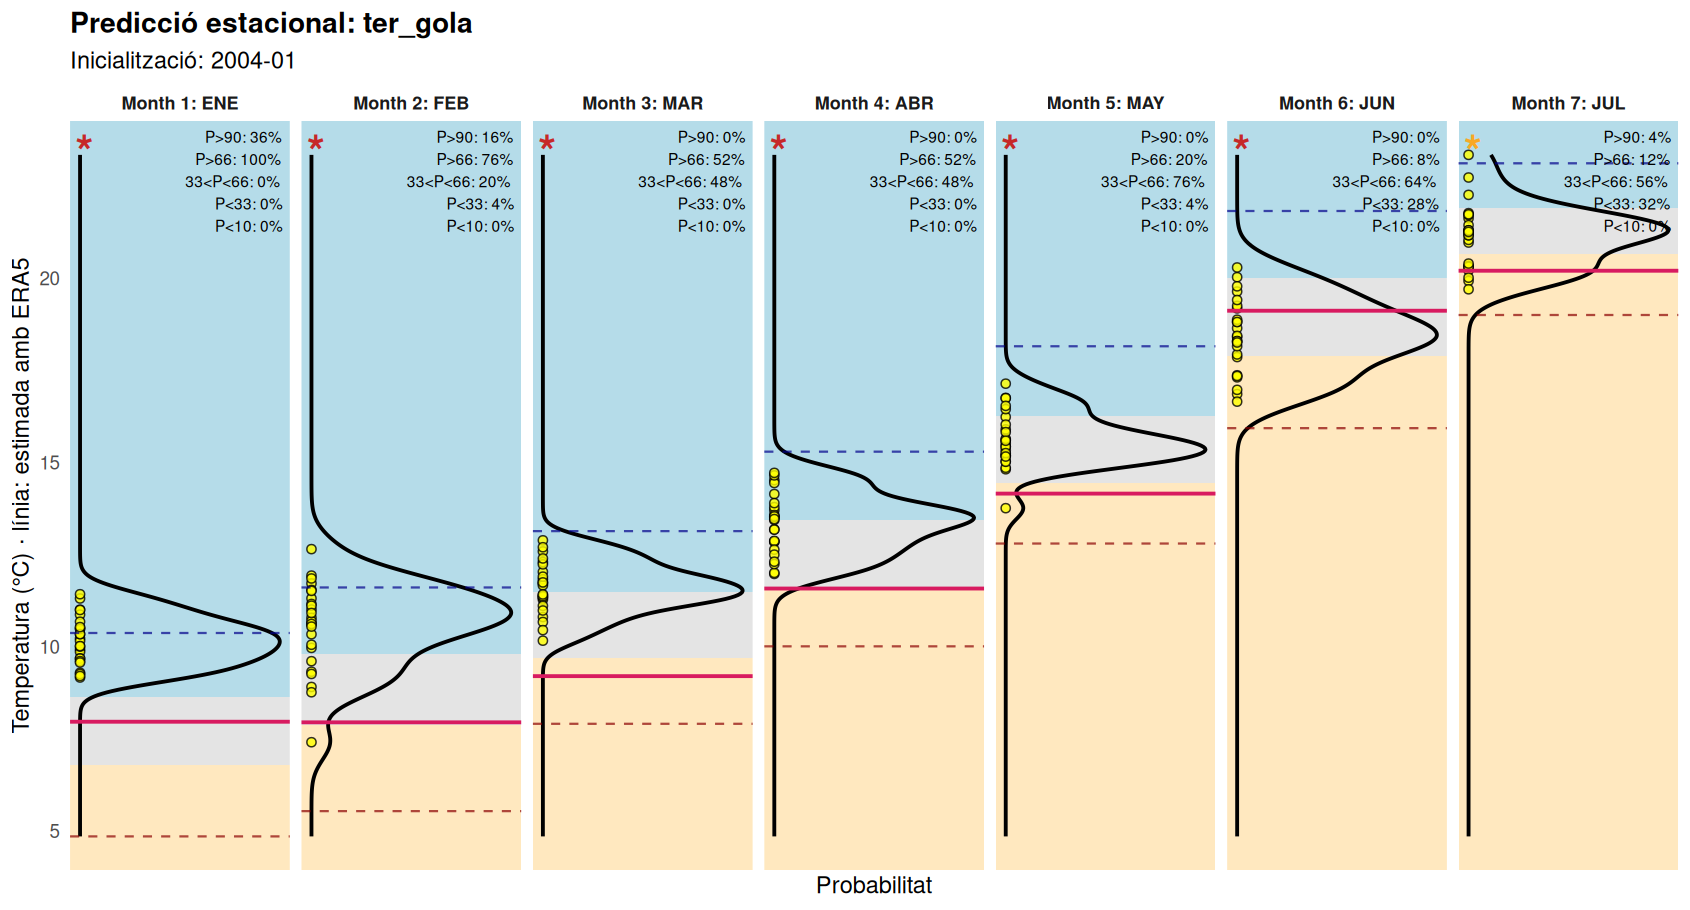 Predicció estacional: ter_gola
Inicialització: 2004-01
Month 1: ENE
Month 2: FEB
Month 3: MAR
Month 4: ABR
Month 5: MAY
Month 6: JUN
Month 7: JUL
*
P>90: 36%
P>66: 100%
33<P<66: 0%
P<33: 0%
P<10: 0%
*
P>90: 16%
P>66: 76%
33<P<66: 20%
P<33: 4%
P<10: 0%
*
P>90: 0%
P>66: 52%
33<P<66: 48%
P<33: 0%
P<10: 0%
*
P>90: 0%
P>66: 52%
33<P<66: 48%
P<33: 0%
P<10: 0%
*
P>90: 0%
P>66: 20%
33<P<66: 76%
P<33: 4%
P<10: 0%
*
P>90: 0%
P>66: 8%
33<P<66: 64%
P<33: 28%
P<10: 0%
*
P>90: 4%
P>66: 12%
33<P<66: 56%
P<33: 32%
P<10: 0%
Temperatura (°C) · línia: estimada amb ERA5
20
15
10
5
Probabilitat